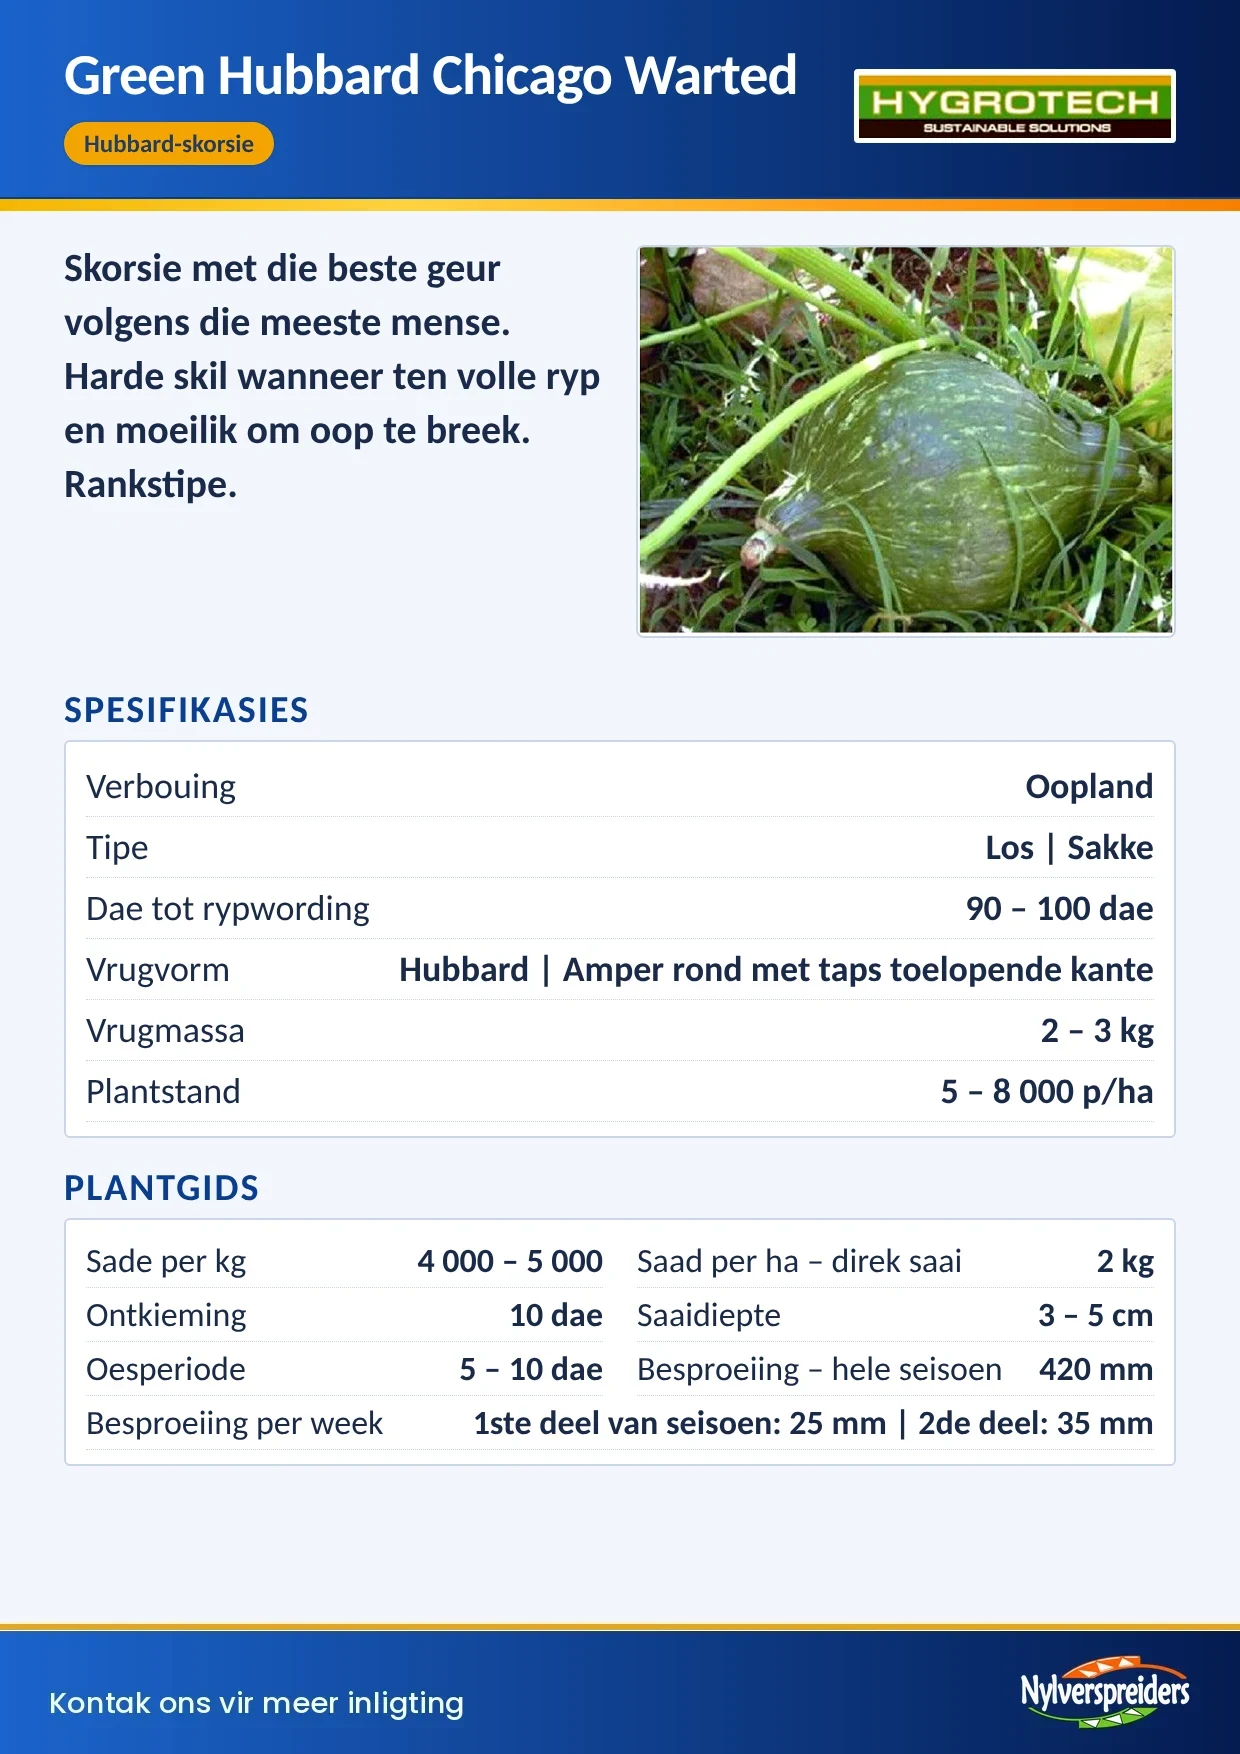 Green Hubbard Chicago Warted
HYGROTECH
SUSTAINABLE SOLUTIONS
Hubbard-skorsie
Skorsie met die beste geur
volgens die meeste mense.
Harde skil wanneer ten volle ryp
en moeilik om oop te breek.
Rankstipe.
SPESIFIKASIES
Verbouing Oopland
Tipe Los | Sakke
Dae tot rypwording 90 – 100 dae
Vrugvorm Hubbard | Amper rond met taps toelopende kante
Vrugmassa 2 – 3 kg
Plantstand 5 – 8 000 p/ha
PLANTGIDS
Sade per kg 4 000 – 5 000 Saad per ha – direk saai 2 kg
Ontkieming 10 dae Saaidiepte 3 – 5 cm
Oesperiode 5 – 10 dae Besproeiing – hele seisoen 420 mm
Besproeiing per week 1ste deel van seisoen: 25 mm | 2de deel: 35 mm
Kontak ons vir meer inligting
Nylverspreiders